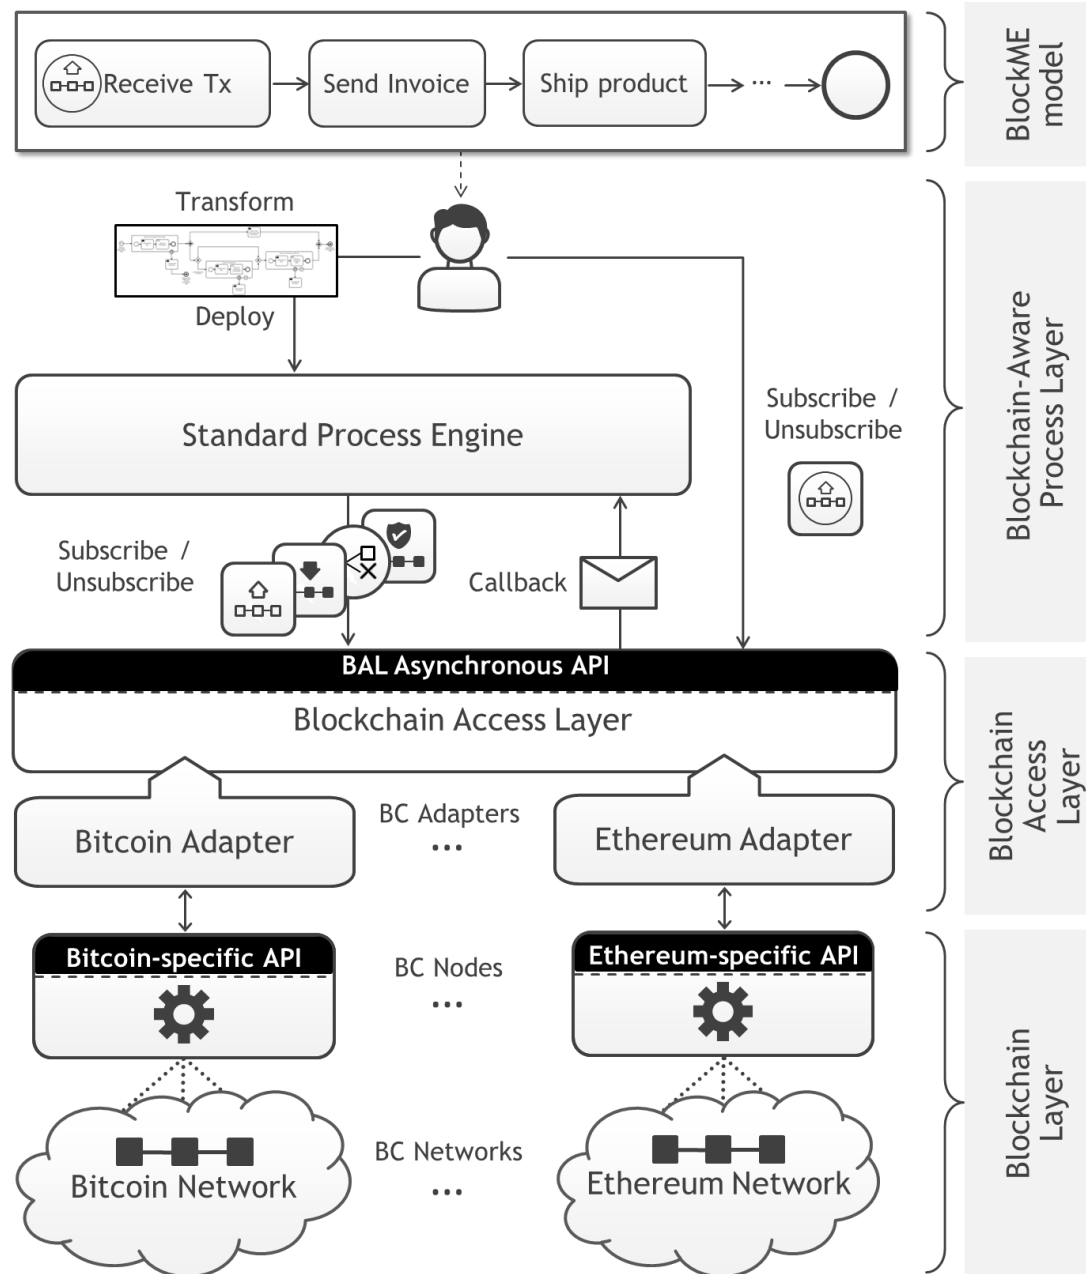 Receive Tx
Send Invoice
Ship product
...
BlockME
model
Transform
Deploy
Standard Process Engine
Subscribe /
Unsubscribe
Blockchain-Aware
Process Layer
Subscribe /
Unsubscribe
Callback
BAL Asynchronous API
Blockchain Access Layer
Bitcoin Adapter
BC Adapters
...
Ethereum Adapter
Blockchain
Access
Layer
Bitcoin-specific API
BC Nodes
...
Ethereum-specific API
Bitcoin Network
BC Networks
...
Ethereum Network
Blockchain
Layer